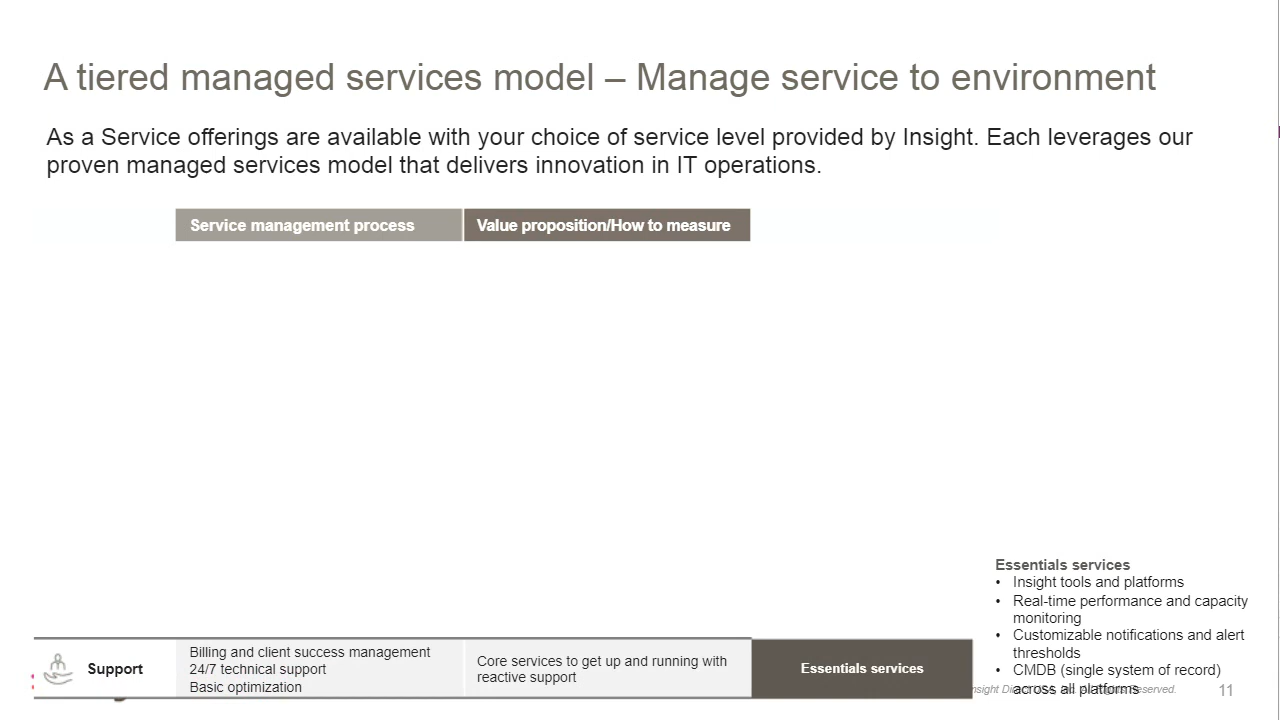 A tiered managed services model – Manage service to environment
As a Service offerings are available with your choice of service level provided by Insight. Each leverages our
proven managed services model that delivers innovation in IT operations.
Service management process
Value proposition/How to measure
Support
Billing and client success management
24/7 technical support
Basic optimization
Core services to get up and running with
reactive support
Essentials services
Essentials services
• Insight tools and platforms
• Real-time performance and capacity
monitoring
• Customizable notifications and alert
thresholds
• CMDB (single system of record)
across all platforms
Reserved.
11